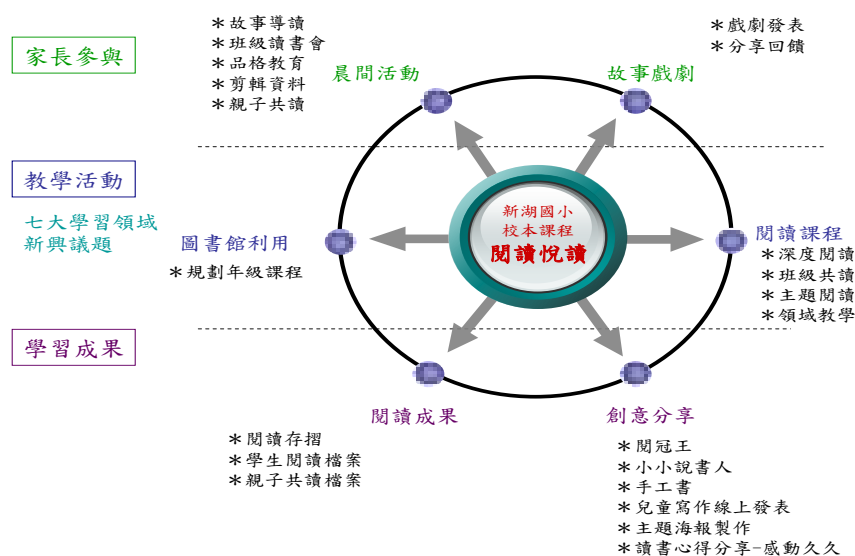 家長參與
＊故事導讀
＊班級讀書會
＊品格教育
＊剪輯資料
＊親子共讀
晨間活動
故事戲劇
＊戲劇發表
＊分享回饋
教學活動
七大學習領域
新興議題
圖書館利用
＊規劃年級課程
新湖國小
校本課程
閱讀悅讀
閱讀課程
＊深度閱讀
＊班級共讀
＊主題閱讀
＊領域教學
學習成果
閱讀成果
＊閱讀存摺
＊學生閱讀檔案
＊親子共讀檔案
創意分享
＊閱冠王
＊小小說書人
＊手工書
＊兒童寫作線上發表
＊主題海報製作
＊讀書心得分享-感動久久